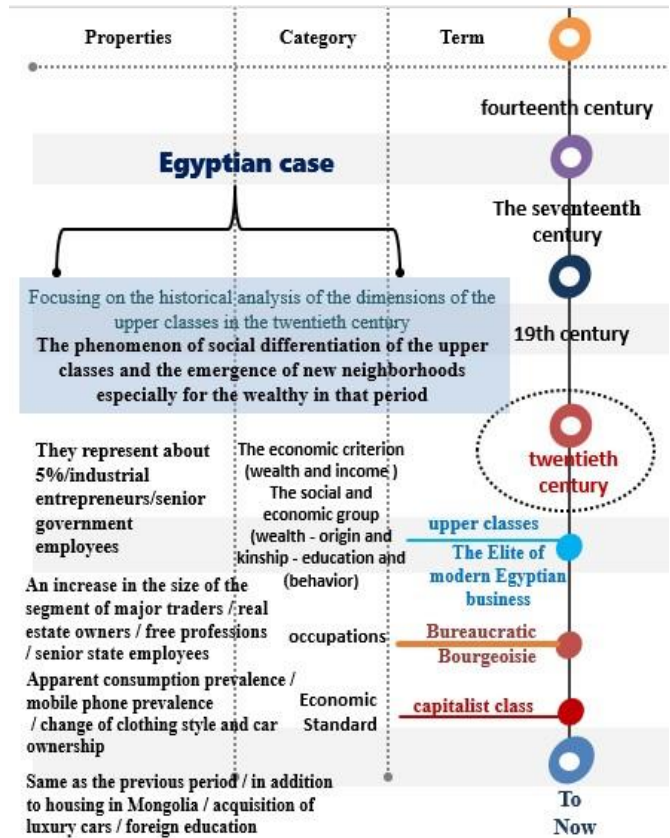 Properties
Category
Term
fourteenth century
Egyptian case
The seventeenth
century
Focusing on the historical analysis of the dimensions of the
upper classes in the twentieth century
The phenomenon of social differentiation of the upper
classes and the emergence of new neighborhoods
especially for the wealthy in that period
19th century
twentieth
century
They represent about
5%/industrial
entrepreneurs/senior
government
employees
The economic criterion
(wealth and income )
The social and
economic group
(wealth - origin and
kinship - education and
(behavior)
upper classes
The Elite of
modern Egyptian
business
An increase in the size of the
segment of major traders / real
estate owners / free professions
/ senior state employees
occupations
Bureaucratic
Bourgeoisie
Apparent consumption prevalence /
mobile phone prevalence
/ change of clothing style and car
ownership
Economic
Standard
capitalist class
Same as the previous period / in addition
to housing in Mongolia / acquisition of
luxury cars / foreign education
To
Now